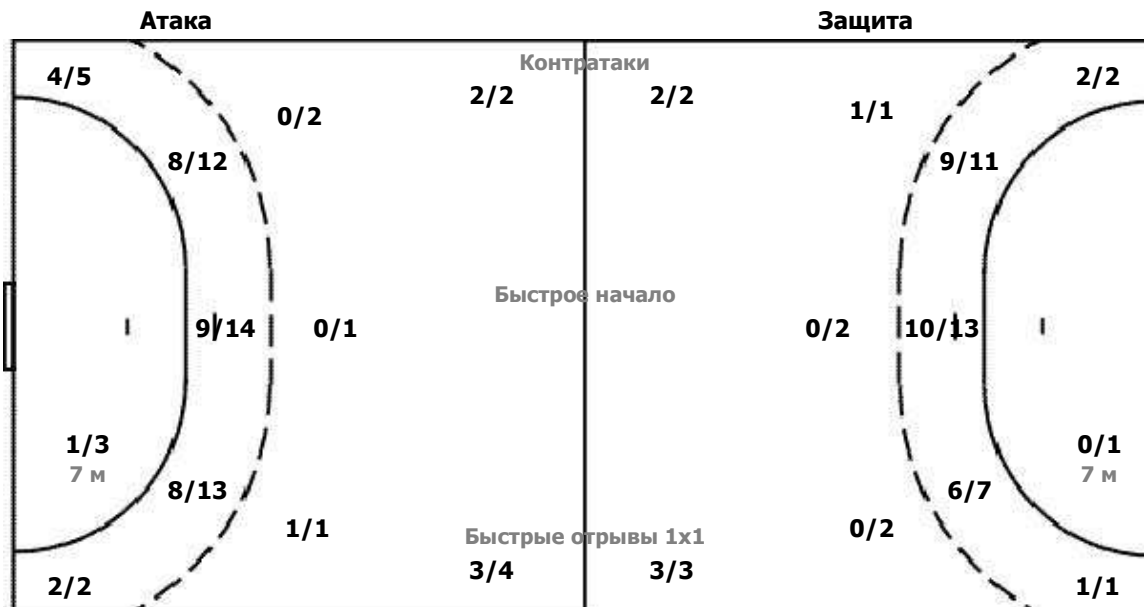 Атака Защита
Контратаки
4/5 2/2 2/2 2/2
0/2 1/1
8/12 9/11
Быстрое начало
9/14 0/1 0/2 10/13
1/3 0/1
7 м 7 м
8/13 6/7
1/1 0/2
Быстрые отрывы 1x1
3/4 3/3
2/2 1/1